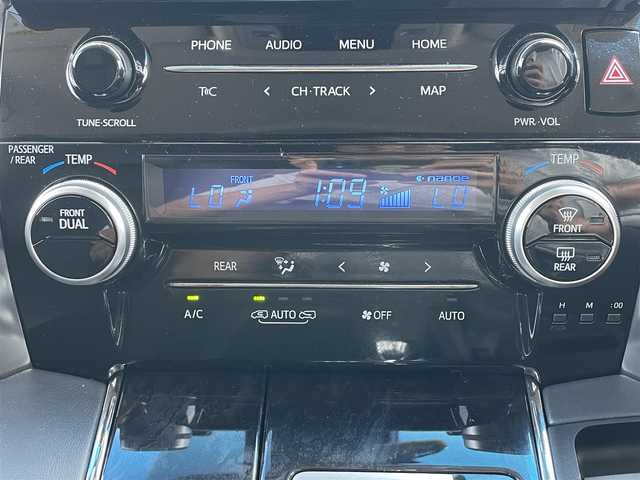 PHONE AUDIO MENU HOME
TUNE·SCROLL
T C CH·TRACK MAP
PWR·VOL
PASSENGER
/ REAR
TEMP
TEMP
FRONT
LO 1:09 LO
nanoe
FRONT
DUAL
FRONT
REAR
REAR
A/C AUTO OFF AUTO
H M :00